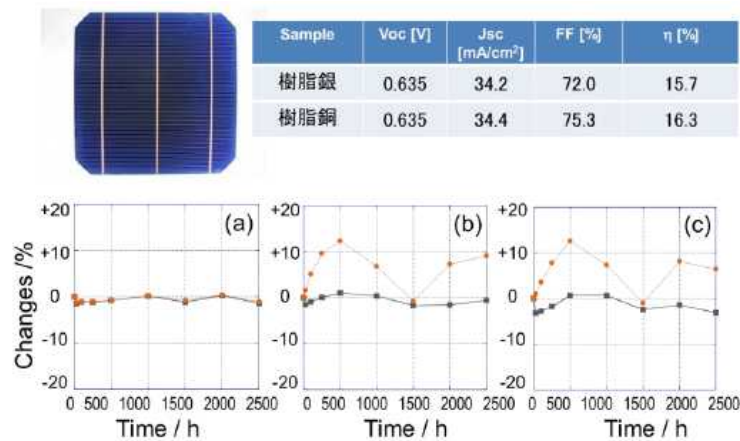 Sample Voc [V] Jsc [mA/cm²] FF [%] η [%]
樹脂銀 0.635 34.2 72.0 15.7
樹脂銅 0.635 34.4 75.3 16.3
Changes /%
+20
+10
0
-10
-20
(a)
0 500 1000 1500 2000 2500
Time / h
+20
+10
0
-10
-20
(b)
0 500 1000 1500 2000 2500
Time / h
+20
+10
0
-10
-20
(c)
0 500 1000 1500 2000 2500
Time / h